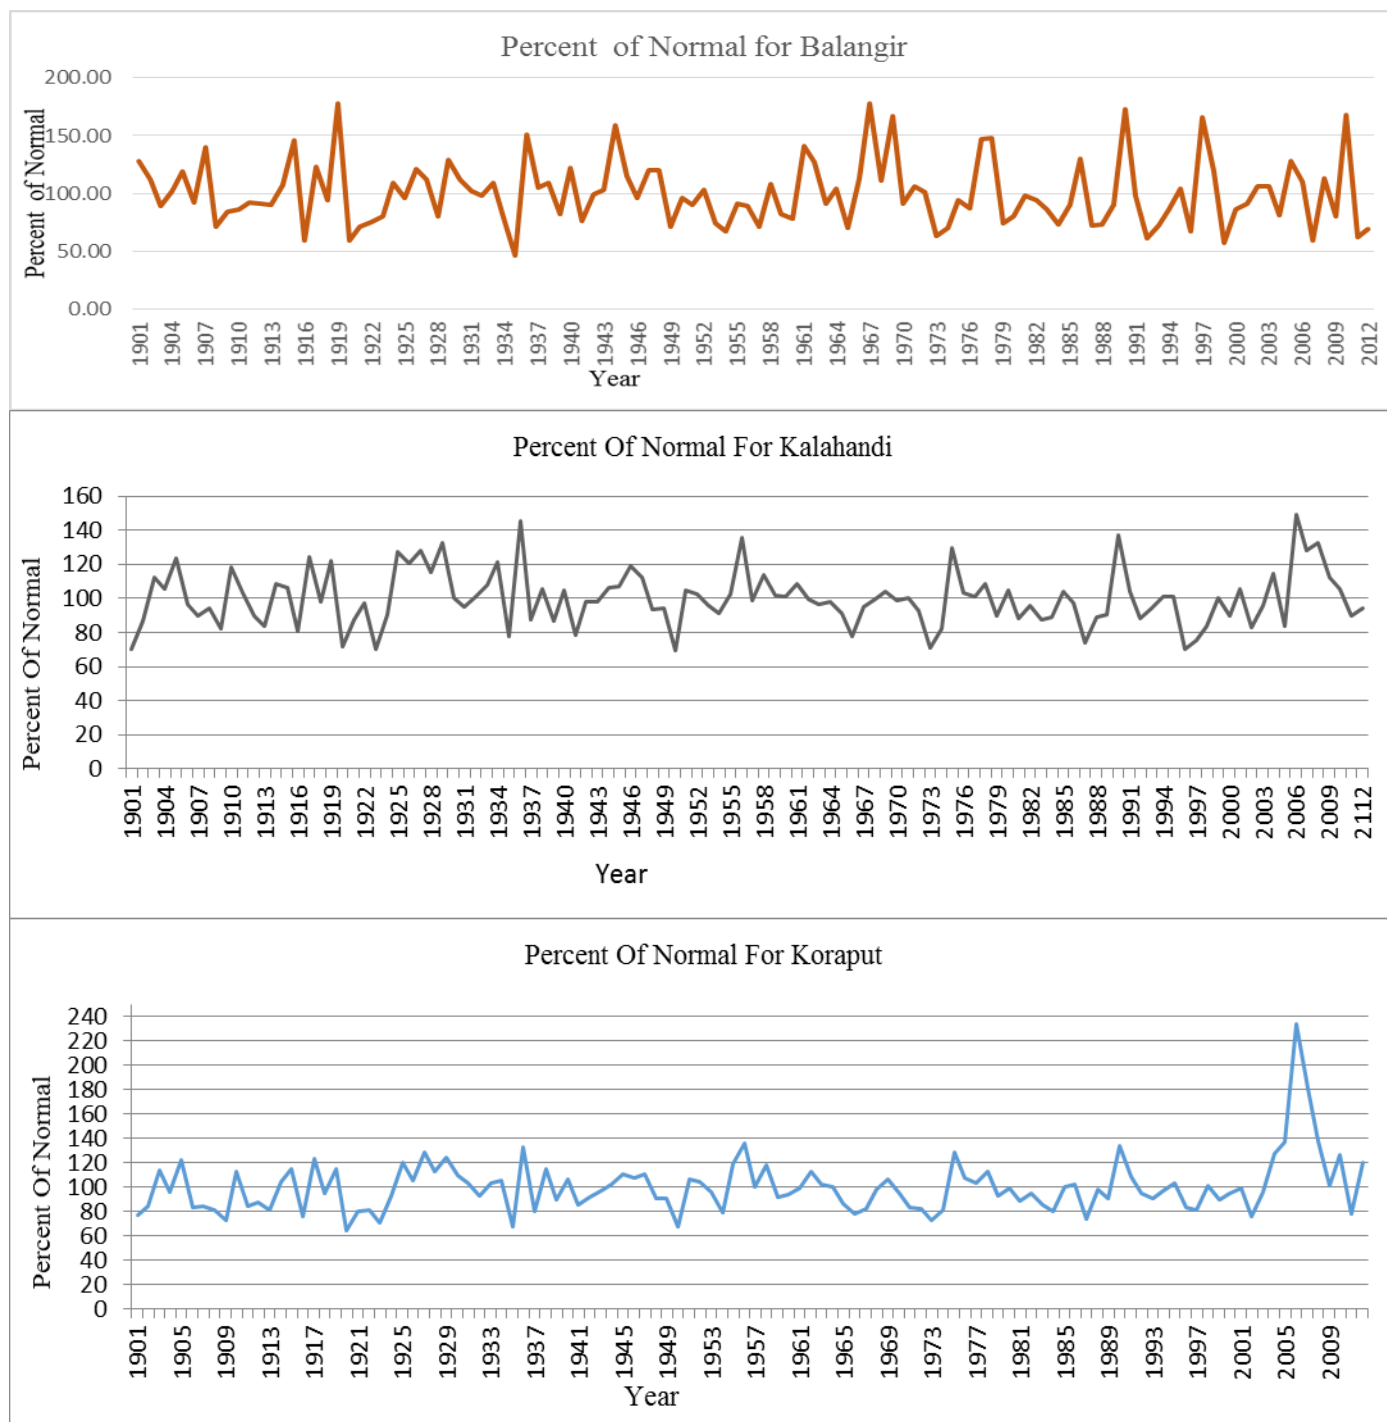 Percent of Normal for Balangir
Percent of Normal
200.00
150.00
100.00
50.00
0.00
1901 1904 1907 1910 1913 1916 1919 1922 1925 1928 1931 1934 1937 1940 1943 1946 1949 1952 1955 1958 1961 1964 1967 1970 1973 1976 1979 1982 1985 1988 1991 1994 1997 2000 2003 2006 2009 2012
Year
Percent Of Normal For Kalahandi
Percent Of Normal
160
140
120
100
80
60
40
20
0
1901 1904 1907 1910 1913 1916 1919 1922 1925 1928 1931 1934 1937 1940 1943 1946 1949 1952 1955 1958 1961 1964 1967 1970 1973 1976 1979 1982 1985 1988 1991 1994 1997 2000 2003 2006 2009 2112
Year
Percent Of Normal For Koraput
Percent Of Normal
240
220
200
180
160
140
120
100
80
60
40
20
0
1901 1905 1909 1913 1917 1921 1925 1929 1933 1937 1941 1945 1949 1953 1957 1961 1965 1969 1973 1977 1981 1985 1989 1993 1997 2001 2005 2009
Year